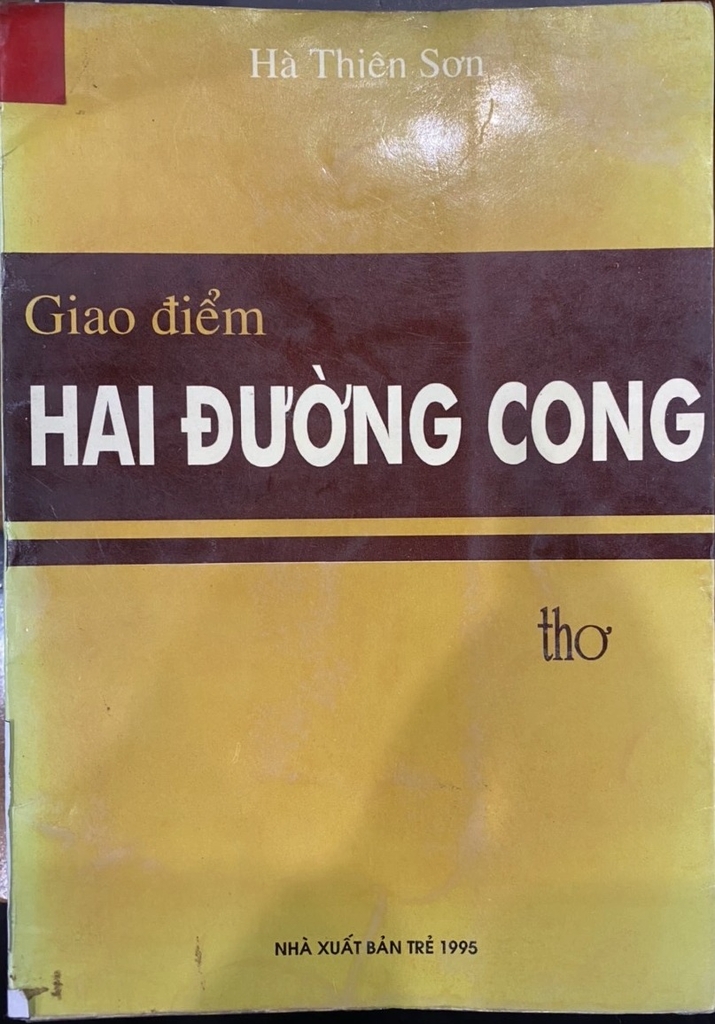 Hà Thiên Sơn
Giao điểm
HAI ĐƯỜNG CONG
thơ
NHÀ XUẤT BẢN TRẺ 1995